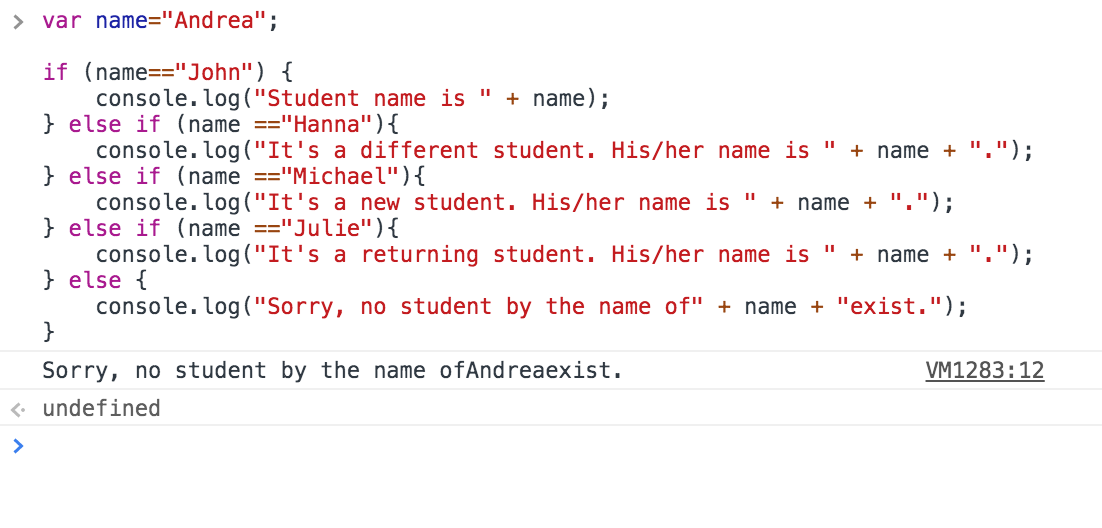 > var name="Andrea";
if (name=="John") {
    console.log("Student name is " + name);
} else if (name =="Hanna"){
    console.log("It's a different student. His/her name is " + name + ".");
} else if (name =="Michael"){
    console.log("It's a new student. His/her name is " + name + ".");
} else if (name =="Julie"){
    console.log("It's a returning student. His/her name is " + name + ".");
} else {
    console.log("Sorry, no student by the name of" + name + "exist.");
}
Sorry, no student by the name ofAndreaexist. VM1283:12
undefined
>